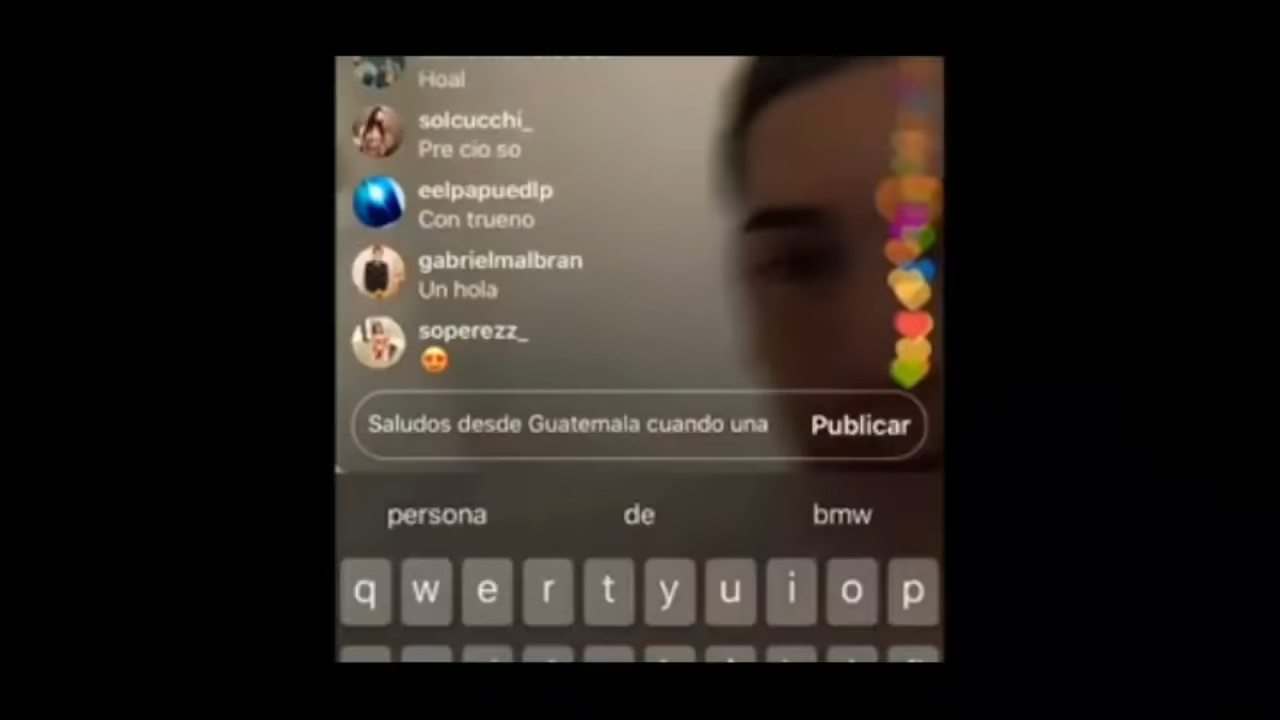 Hoal
solcucchi_
Pre cio so
eelpapuedlp
Con trueno
gabrielmalbran
Un hola
soperezz_
😍
Saludos desde Guatemala cuando una
Publicar
persona de bmw
q w e r t y u i o p